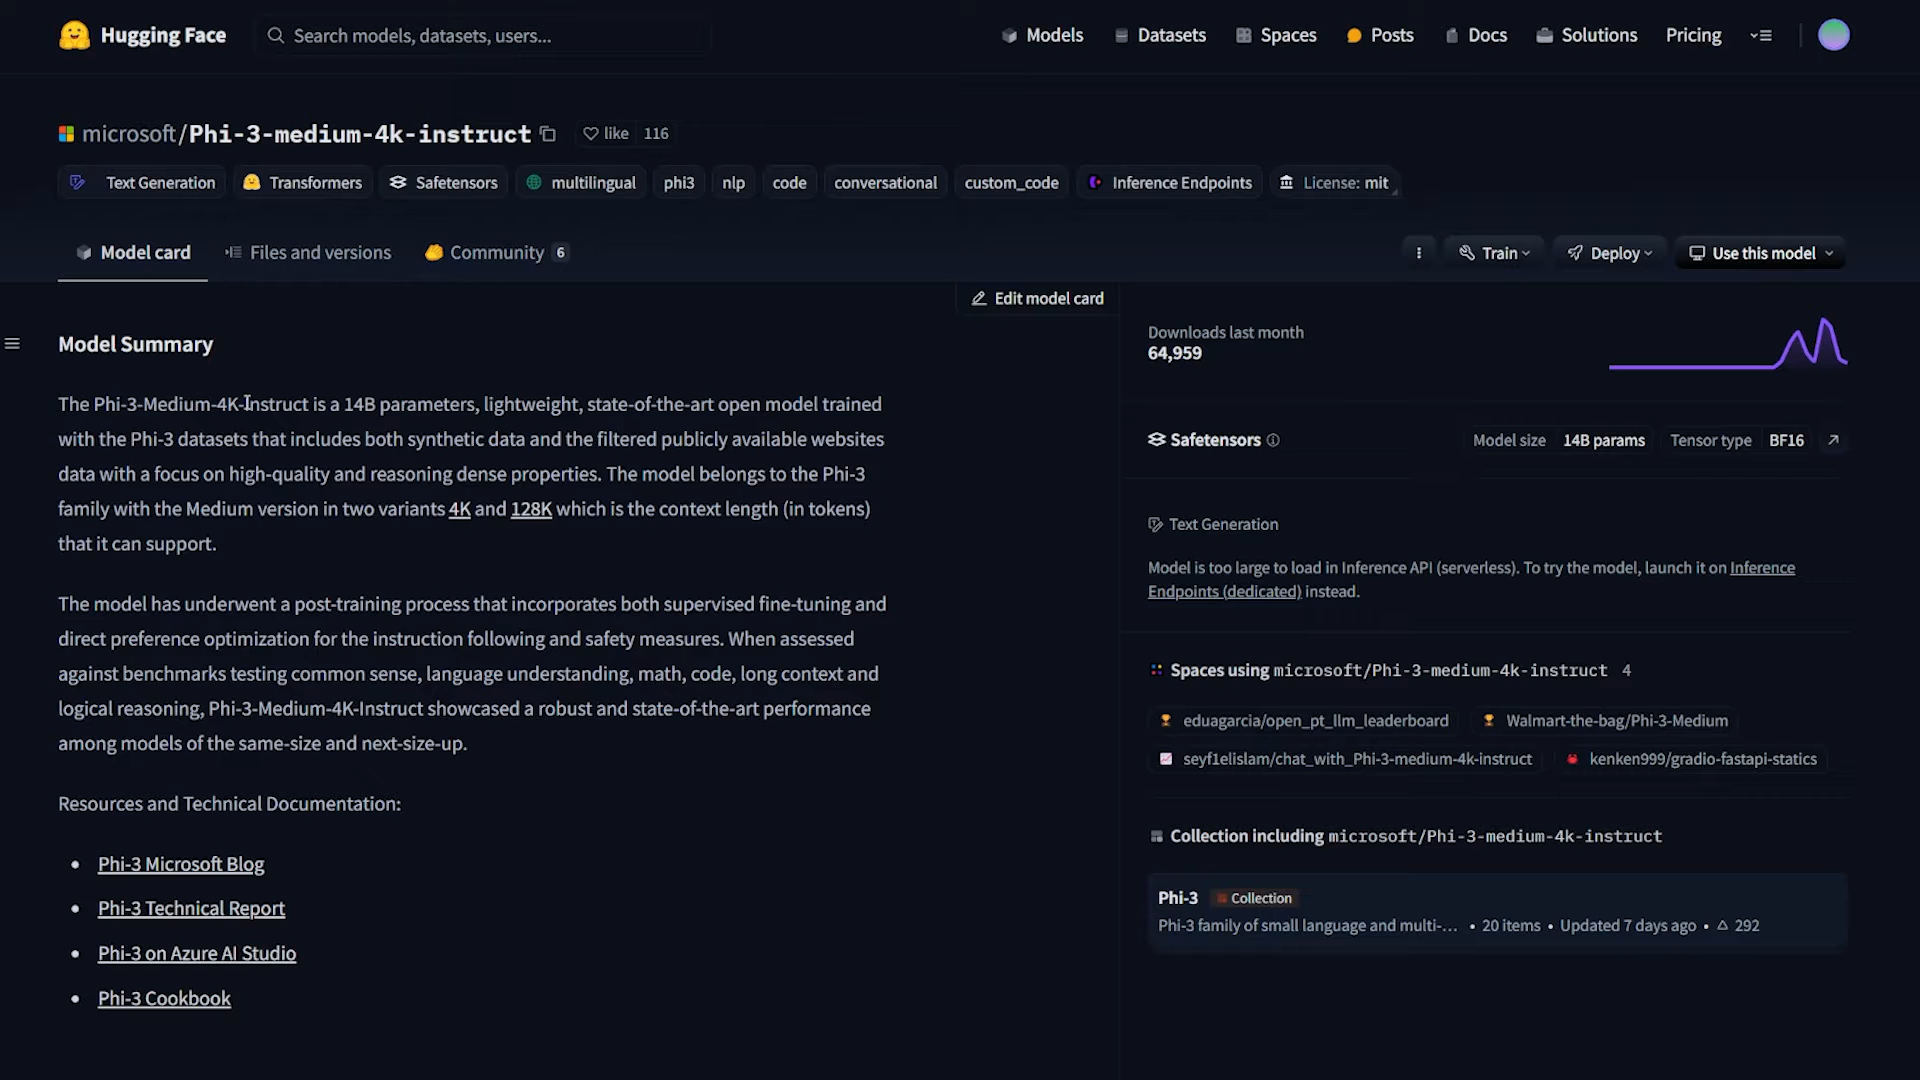 Hugging Face
Search models, datasets, users...
Models
Datasets
Spaces
Posts
Docs
Solutions
Pricing
microsoft/Phi-3-medium-4k-instruct
like 116
Text Generation
Transformers
Safetensors
multilingual
phi3
nlp
code
conversational
custom_code
Inference Endpoints
License: mit
Model card
Files and versions
Community 6
Train
Deploy
Use this model
Edit model card
Model Summary
The Phi-3-Medium-4K-Instruct is a 14B parameters, lightweight, state-of-the-art open model trained
with the Phi-3 datasets that includes both synthetic data and the filtered publicly available websites
data with a focus on high-quality and reasoning dense properties. The model belongs to the Phi-3
family with the Medium version in two variants 4K and 128K which is the context length (in tokens)
that it can support.
The model has underwent a post-training process that incorporates both supervised fine-tuning and
direct preference optimization for the instruction following and safety measures. When assessed
against benchmarks testing common sense, language understanding, math, code, long context and
logical reasoning, Phi-3-Medium-4K-Instruct showcased a robust and state-of-the-art performance
among models of the same-size and next-size-up.
Resources and Technical Documentation:
Phi-3 Microsoft Blog
Phi-3 Technical Report
Phi-3 on Azure AI Studio
Phi-3 Cookbook
Downloads last month
64,959
Safetensors
Model size 14B params
Tensor type BF16
Text Generation
Model is too large to load in Inference API (serverless). To try the model, launch it on Inference
Endpoints (dedicated) instead.
Spaces using microsoft/Phi-3-medium-4k-instruct 4
eduagarcia/open_pt_llm_leaderboard
Walmart-the-bag/Phi-3-Medium
seyf1elislam/chat_with_Phi-3-medium-4k-instruct
kenken999/gradio-fastapi-statics
Collection including microsoft/Phi-3-medium-4k-instruct
Phi-3 Collection
Phi-3 family of small language and multi-... • 20 items • Updated 7 days ago • 292